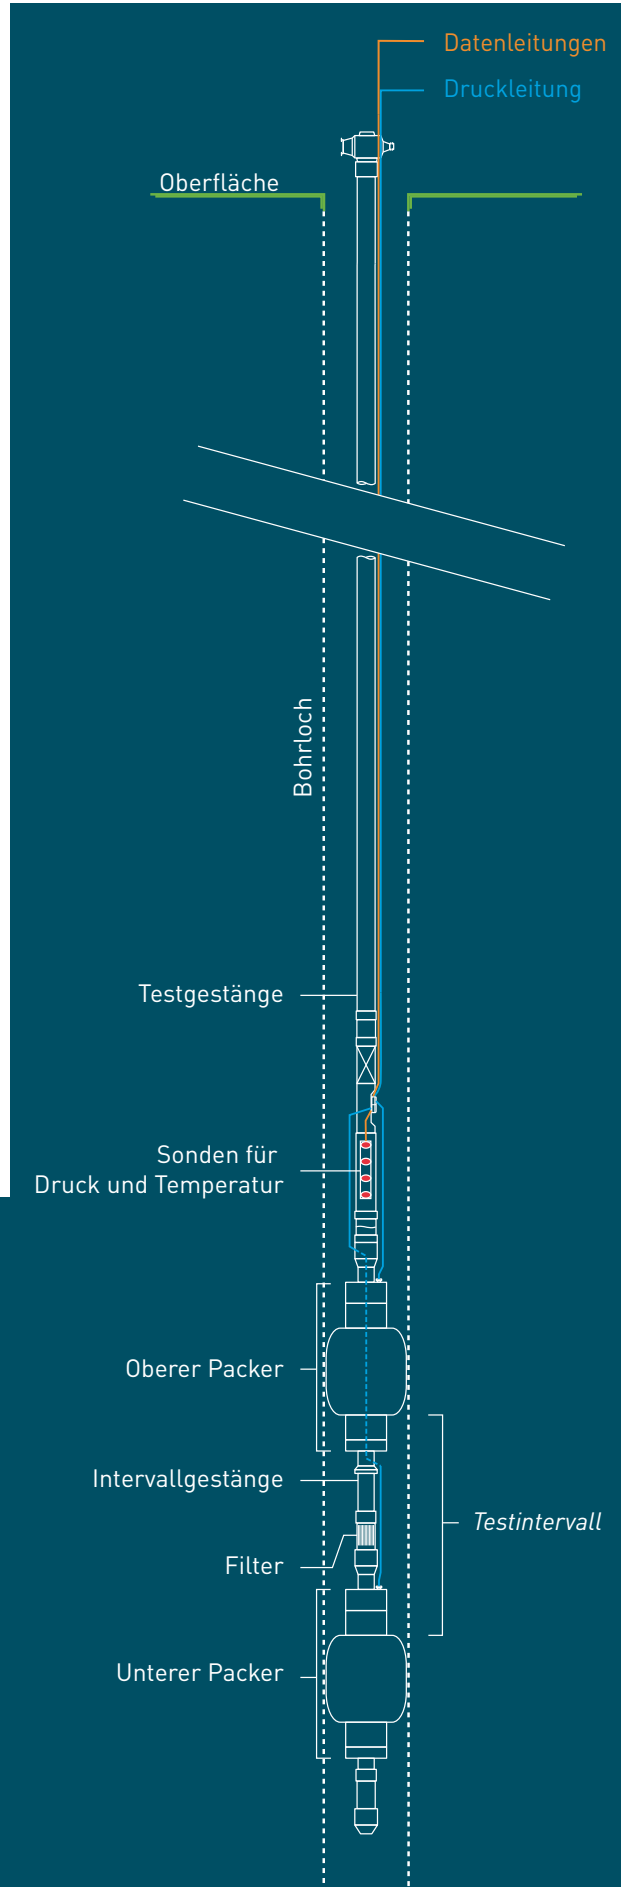 Datenleitungen
Druckleitung
Oberfläche
Bohrloch
Testgestänge
Sonden für
Druck und Temperatur
Oberer Packer
Intervallgestänge
Testintervall
Filter
Unterer Packer